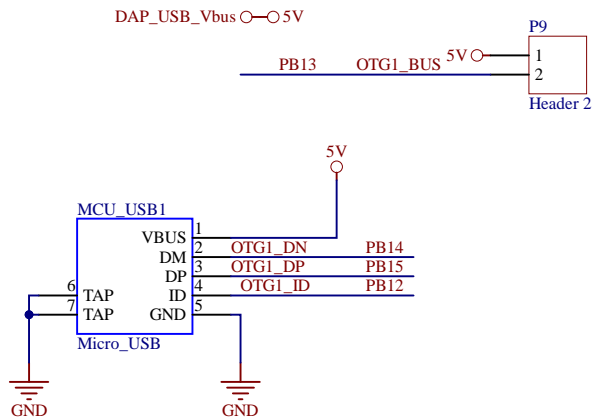 DAP_USB_Vbus 5V
P9
5V 1
PB13 OTG1_BUS 2
Header 2
5V
MCU_USB1
VBUS 1
DM 2 OTG1_DN PB14
DP 3 OTG1_DP PB15
6 TAP ID 4 OTG1_ID PB12
7 TAP GND 5
Micro_USB
GND GND